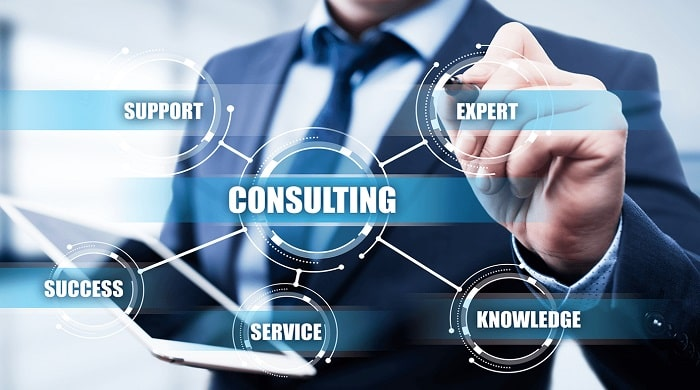 SUPPORT
EXPERT
CONSULTING
SUCCESS
SERVICE
KNOWLEDGE